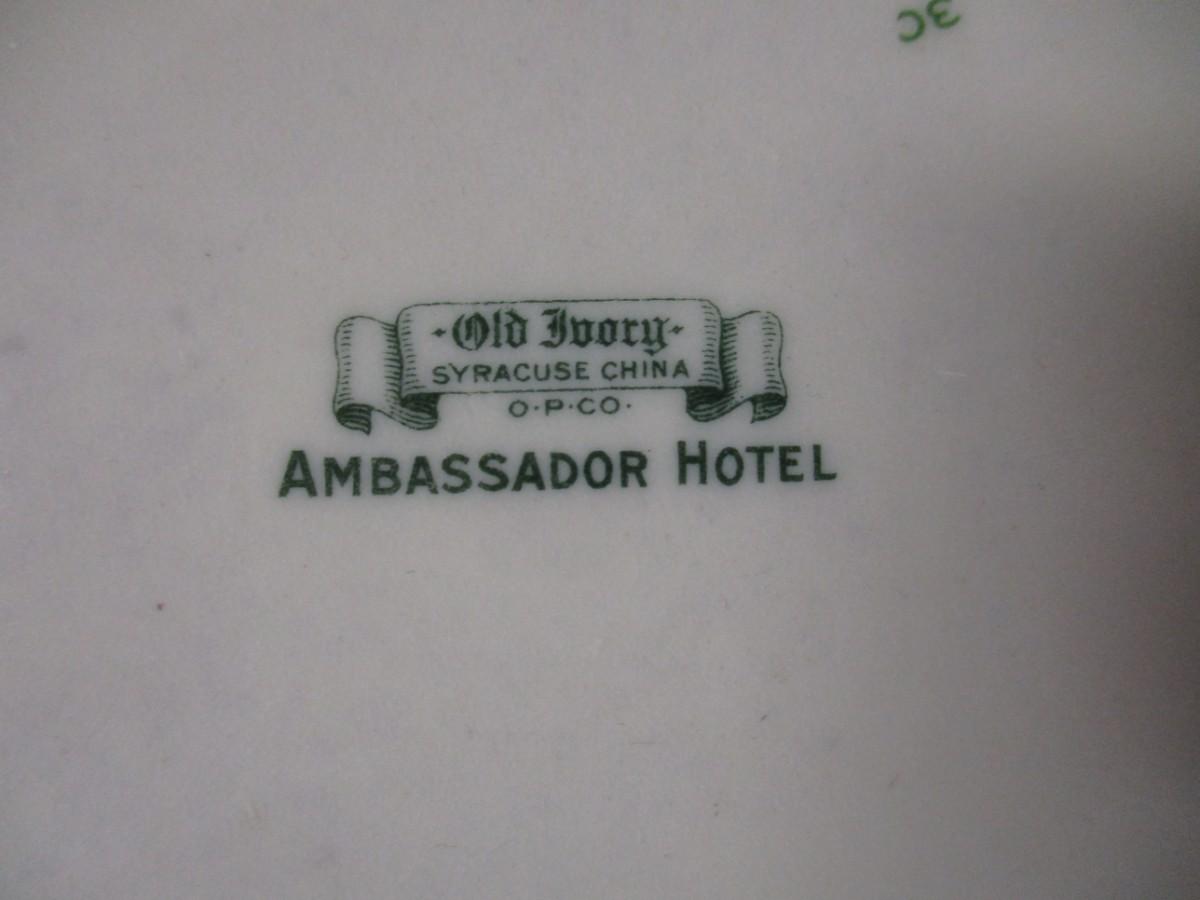 3C
·Old Ivory·
SYRACUSE CHINA
O·P·CO·
AMBASSADOR HOTEL